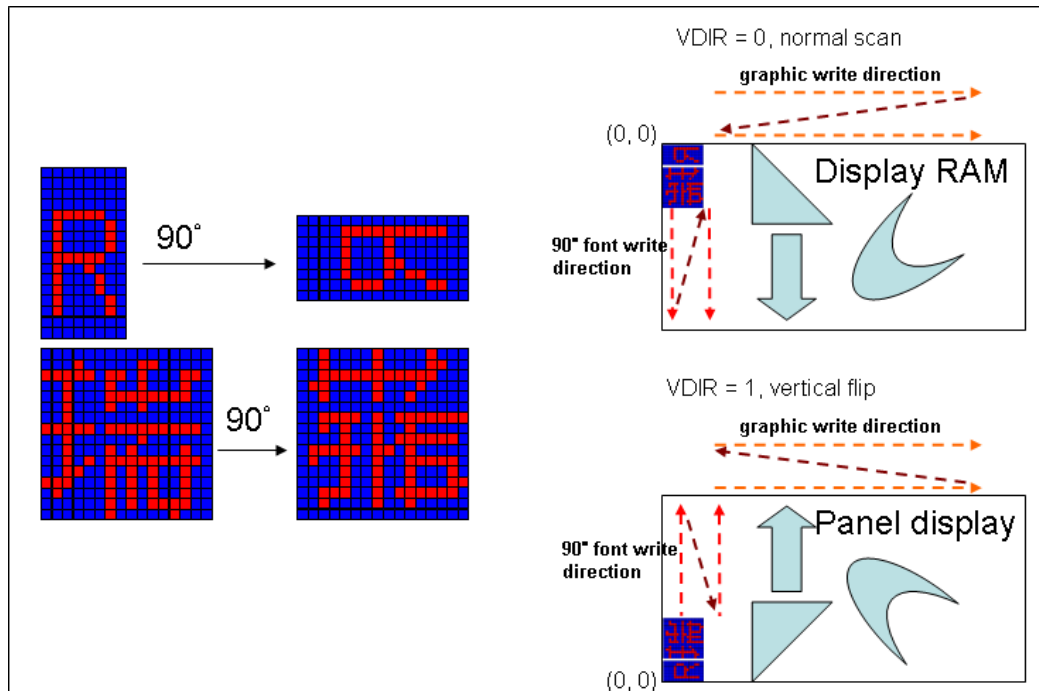 VDIR = 0, normal scan
graphic write direction
(0, 0)
Display RAM
90° font write
direction
R
90°
90°
VDIR = 1, vertical flip
graphic write direction
Panel display
90° font write
direction
(0, 0)